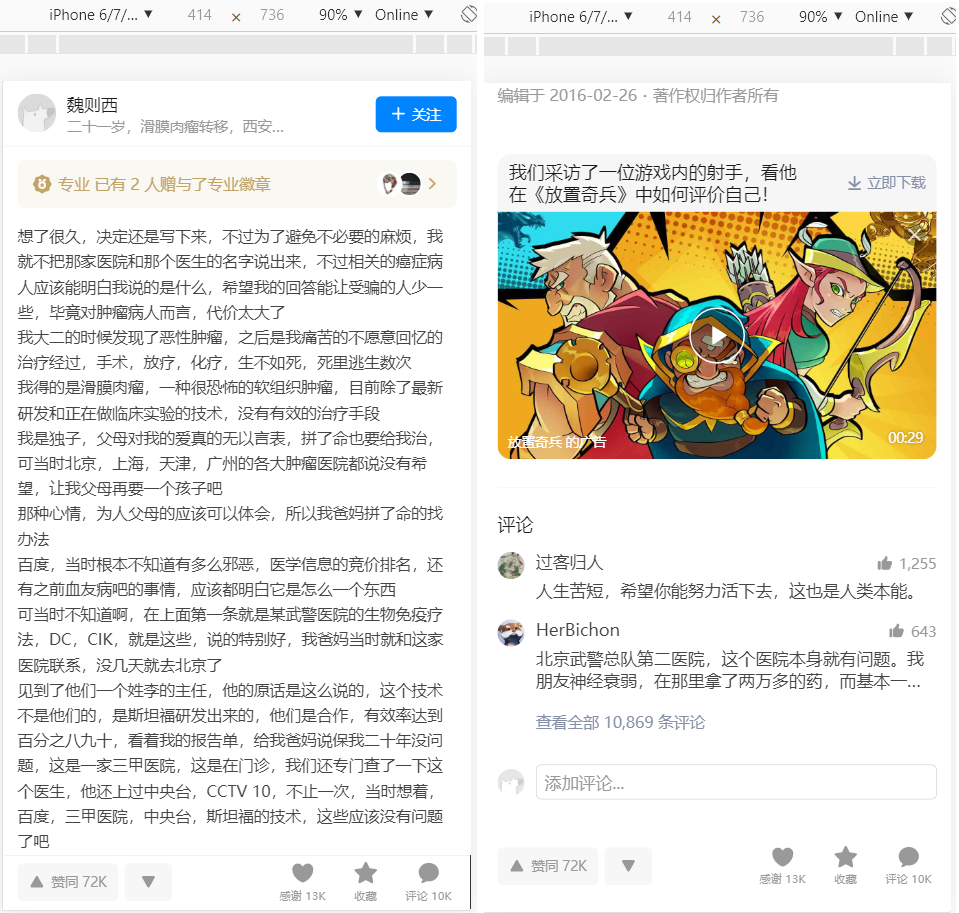 iPhone 6/7/... ▼ 414 × 736 90% ▼ Online ▼
魏则西
二十一岁，滑膜肉瘤转移，西安...
+ 关注
专业 已有 2 人赠与了专业徽章
想了很久，决定还是写下来，不过为了避免不必要的麻烦，我
就不把那家医院和那个医生的名字说出来，不过相关的癌症病
人应该能明白我说的是什么，希望我的回答能让受骗的人少一
些，毕竟对肿瘤病人而言，代价太大了
我大二的时候发现了恶性肿瘤，之后是我痛苦的不愿意回忆的
治疗经过，手术，放疗，化疗，生不如死，死里逃生数次
我得的是滑膜肉瘤，一种很恐怖的软组织肿瘤，目前除了最新
研发和正在做临床实验的技术，没有有效的治疗手段
我是独子，父母对我的爱真的无以言表，拼了命也要给我治，
可当时北京，上海，天津，广州的各大肿瘤医院都说没有希
望，让我父母再要一个孩子吧
那种心情，为人父母的应该可以体会，所以我爸妈拼了命的找
办法
百度，当时根本不知道有多么邪恶，医学信息的竞价排名，还
有之前血友病吧的事情，应该都明白它是怎么一个东西
可当时不知道啊，在上面第一条就是某武警医院的生物免疫疗
法，DC，CIK，就是这些，说的特别好，我爸妈当时就和这家
医院联系，没几天就去北京了
见到了他们一个姓李的主任，他的原话是这么说的，这个技术
不是他们的，是斯坦福研发出来的，他们是合作，有效率达到
百分之八九十，看着我的报告单，给我爸妈说保我二十年没问
题，这是一家三甲医院，这是在门诊，我们还专门查了一下这
个医生，他还上过中央台，CCTV 10，不止一次，当时想着，
百度，三甲医院，中央台，斯坦福的技术，这些应该没有问题
了吧
▲ 赞同 72K ▼ 感谢 13K 收藏 评论 10K
iPhone 6/7/... ▼ 414 × 736 90% ▼ Online ▼
编辑于 2016-02-26 · 著作权归作者所有
我们采访了一位游戏内的射手，看他
在《放置奇兵》中如何评价自己！
立即下载
放置奇兵 的广告
00:29
评论
过客归人 1,255
人生苦短，希望你能努力活下去，这也是人类本能。
HerBichon 643
北京武警总队第二医院，这个医院本身就有问题。我
朋友神经衰弱，在那里拿了两万多的药，而基本一...
查看全部 10,869 条评论
添加评论...
▲ 赞同 72K ▼ 感谢 13K 收藏 评论 10K